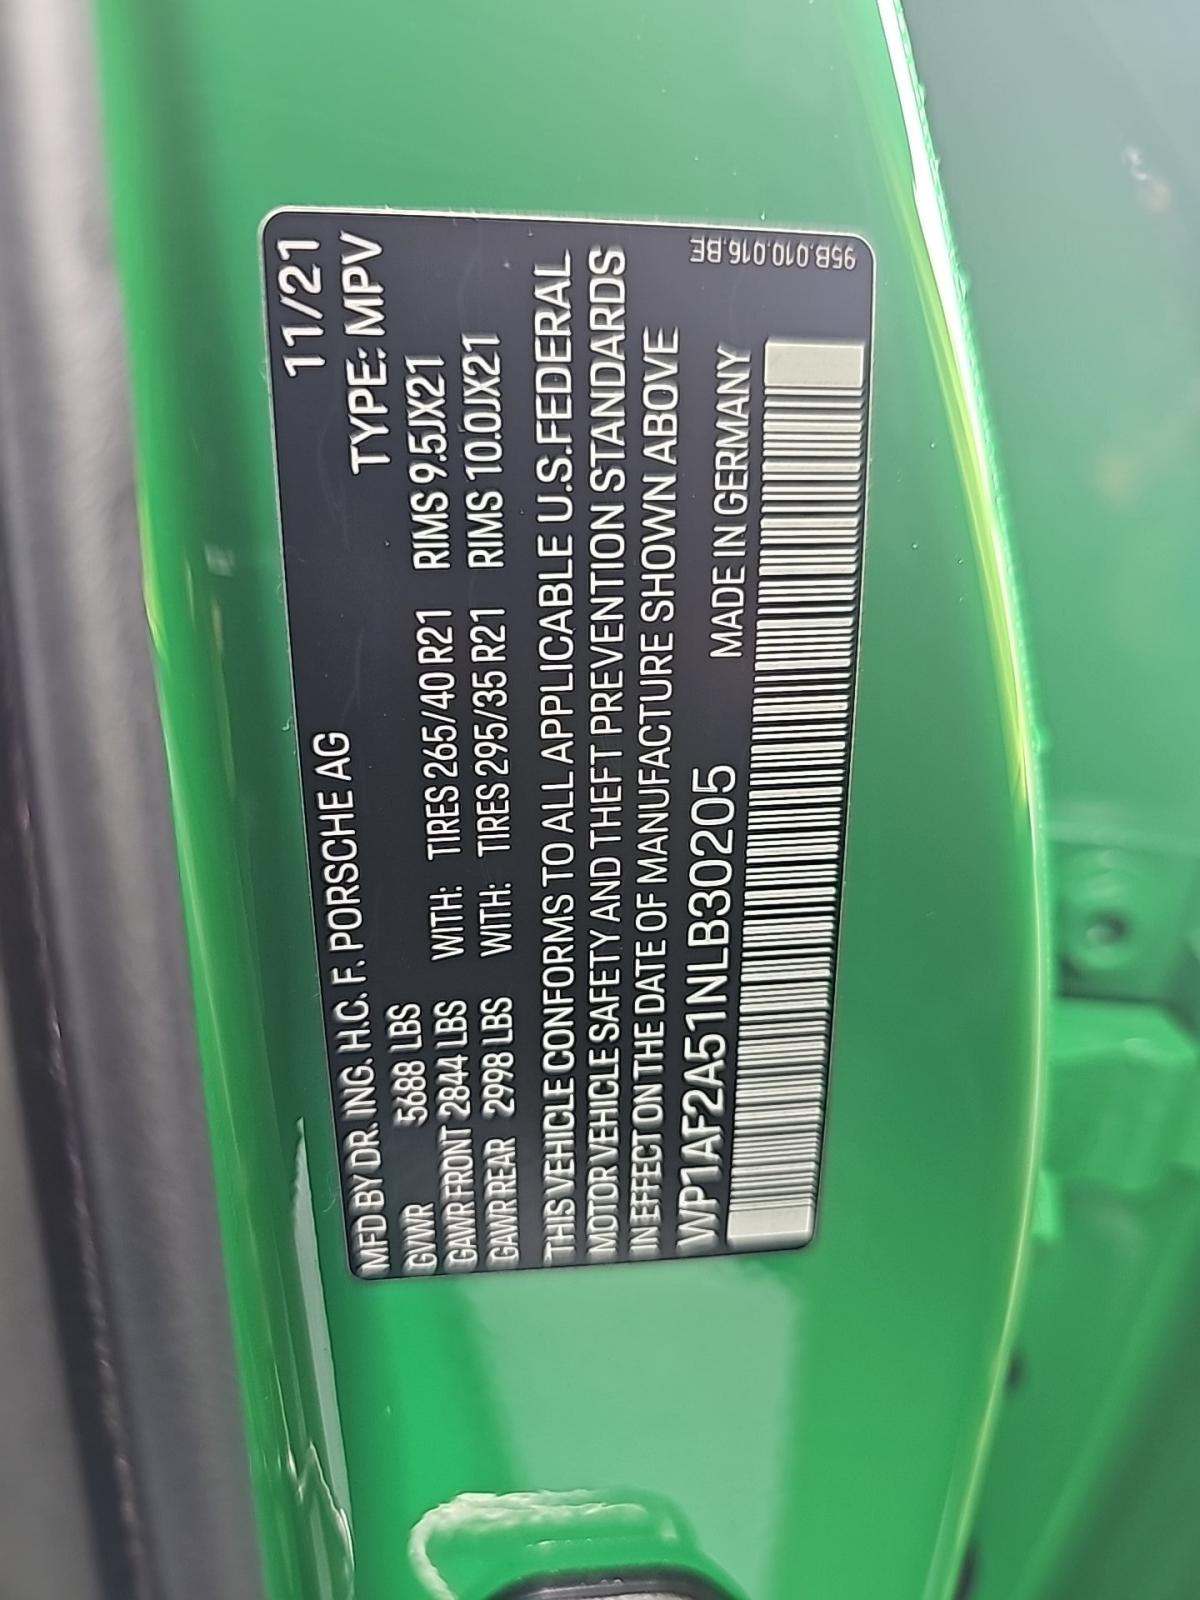 11/21
MFD BY DR. ING. H.C. F. PORSCHE AG TYPE: MPV
GVWR 5688 LBS
GAWR FRONT 2844 LBS WITH: TIRES 265/40 R21 RIMS 9.5JX21
GAWR REAR 2998 LBS WITH: TIRES 295/35 R21 RIMS 10.0JX21
THIS VEHICLE CONFORMS TO ALL APPLICABLE U.S.FEDERAL
MOTOR VEHICLE SAFETY AND THEFT PREVENTION STANDARDS
IN EFFECT ON THE DATE OF MANUFACTURE SHOWN ABOVE
WP1AF2A51NLB30205 MADE IN GERMANY
95B.010.016.BE